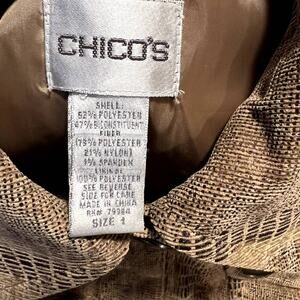 CHICO'S
SHELL:
52% POLYESTER
47% BICONSTITUENT
FIBER
(79% POLYESTER
21% NYLON)
1% SPANDEX
LINING
100% POLYESTER
SEE REVERSE
SIDE FOR CARE
MADE IN CHINA
RN# 79984
SIZE 1